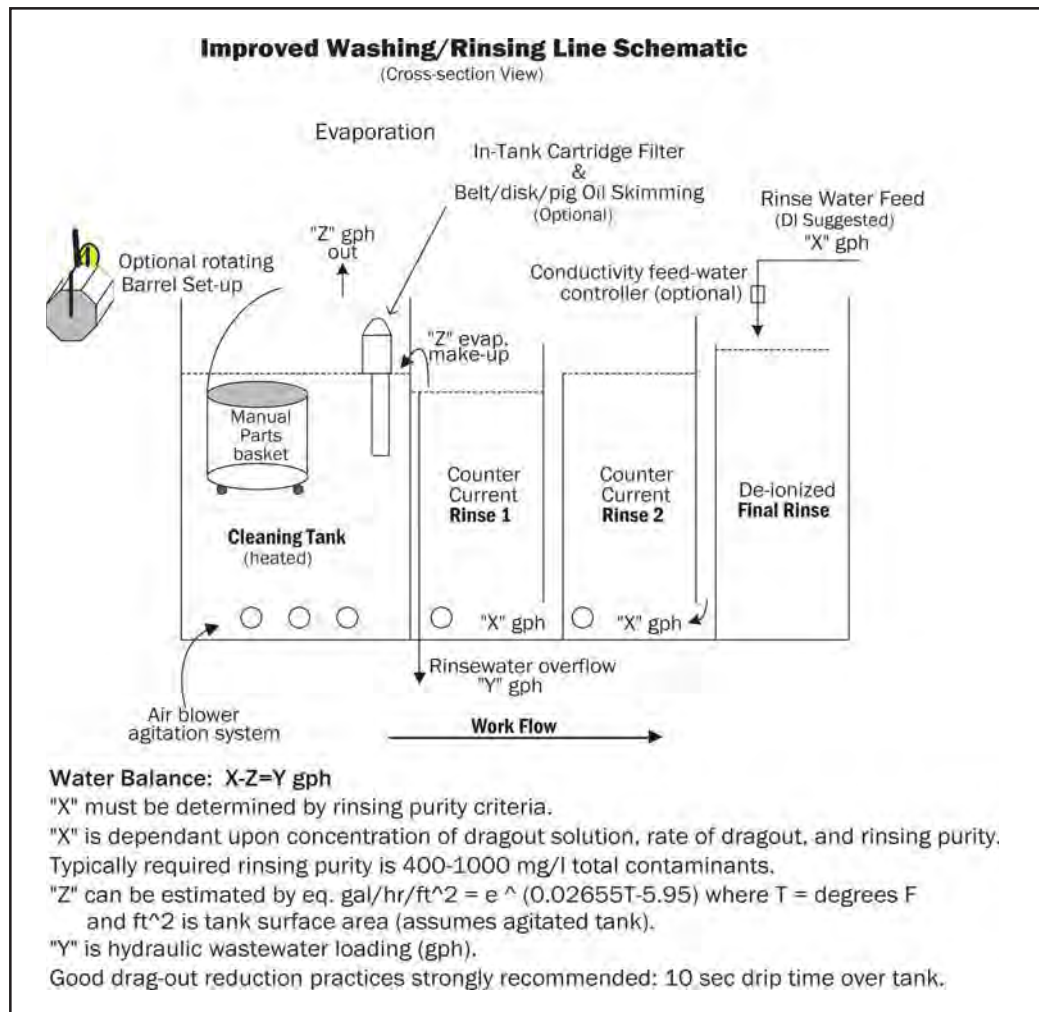 Improved Washing/Rinsing Line Schematic
(Cross-section View)
Evaporation
In-Tank Cartridge Filter
&
Belt/disk/pig Oil Skimming
(Optional)
Rinse Water Feed
(DI Suggested)
"X" gph
"Z" gph
out
Optional rotating
Barrel Set-up
Conductivity feed-water
controller (optional)
"Z" evap.
make-up
Manual
Parts
basket
Counter
Current
Rinse 1
Counter
Current
Rinse 2
De-ionized
Final Rinse
Cleaning Tank
(heated)
"X" gph
"X" gph
Rinsewater overflow
"Y" gph
Air blower
agitation system
Work Flow
Water Balance: X-Z=Y gph
"X" must be determined by rinsing purity criteria.
"X" is dependant upon concentration of dragout solution, rate of dragout, and rinsing purity.
Typically required rinsing purity is 400-1000 mg/l total contaminants.
"Z" can be estimated by eq. gal/hr/ft^2 = e ^ (0.02655T-5.95) where T = degrees F
and ft^2 is tank surface area (assumes agitated tank).
"Y" is hydraulic wastewater loading (gph).
Good drag-out reduction practices strongly recommended: 10 sec drip time over tank.